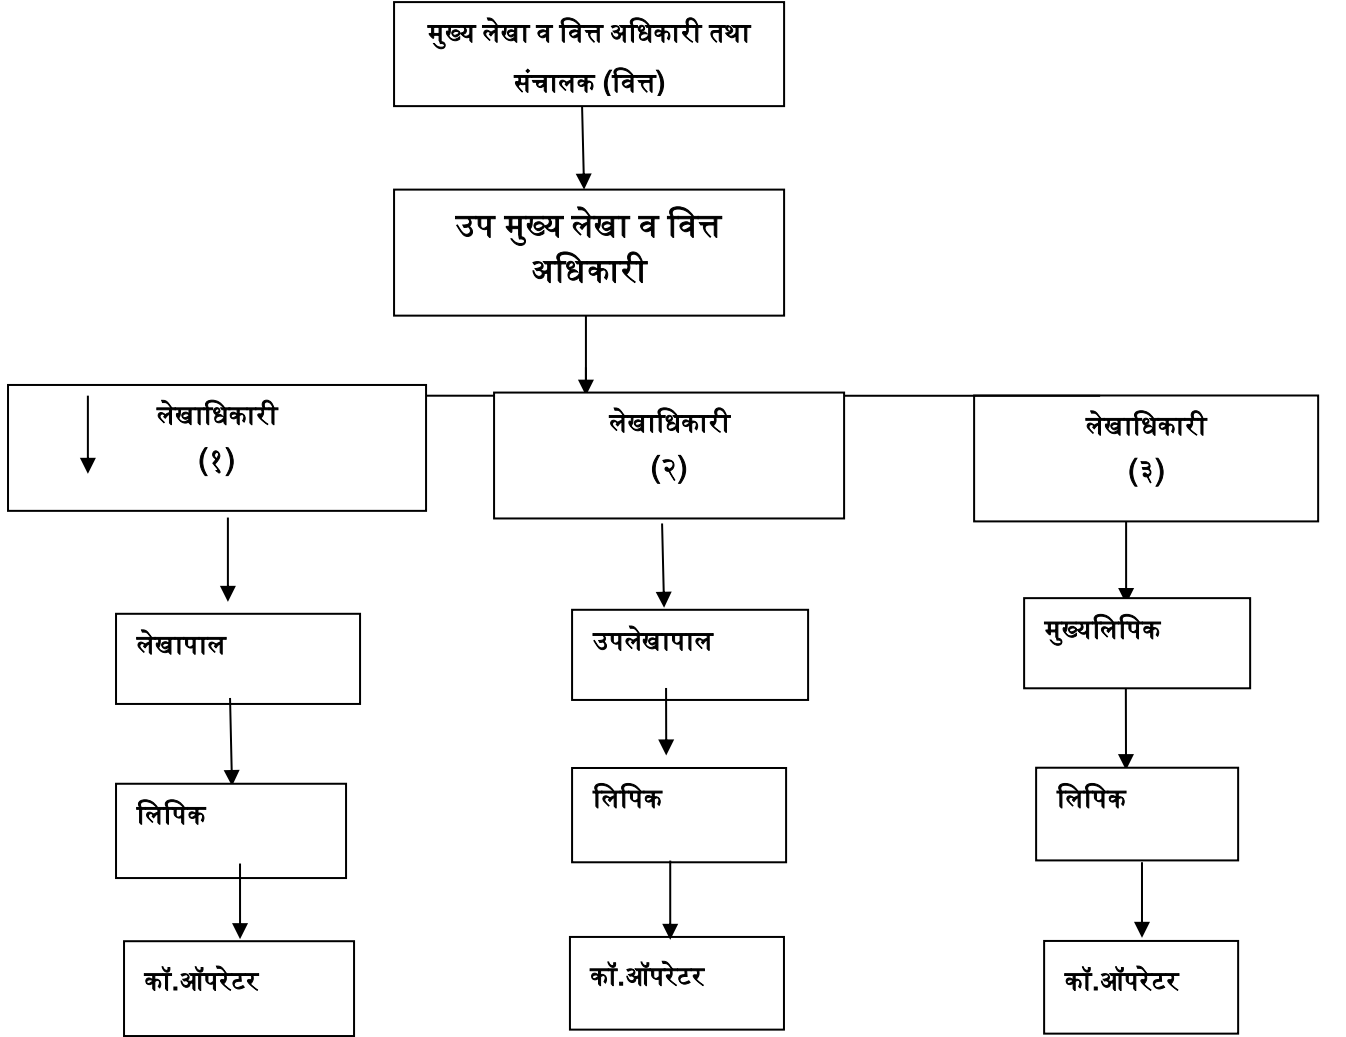 मुख्य लेखा व वित्त अधिकारी तथा
संचालक (वित्त)
उप मुख्य लेखा व वित्त
अधिकारी
लेखाधिकारी
(१)
लेखाधिकारी
(२)
लेखाधिकारी
(३)
लेखापाल
उपलेखापाल
मुख्यलिपिक
लिपिक
लिपिक
लिपिक
कॉ.ऑपरेटर
कॉ.ऑपरेटर
कॉ.ऑपरेटर